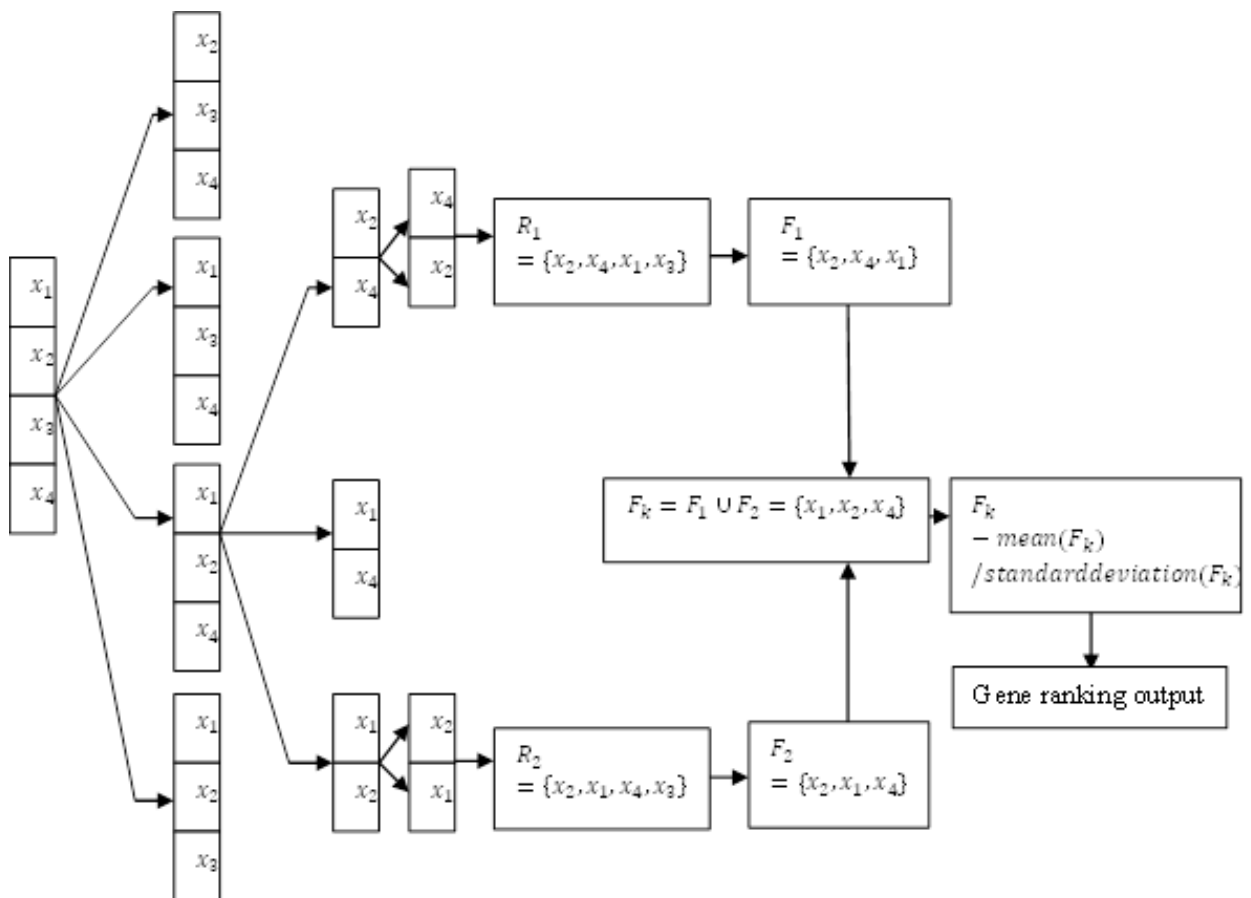 x₁
x₂
x₃
x₄
x₂
x₃
x₄
x₁
x₃
x₄
x₁
x₂
x₄
x₁
x₂
x₃
x₂
x₄
x₄
x₂
x₁
x₄
x₁
x₂
x₂
x₁
R₁
= {x₂, x₄, x₁, x₃}
F₁
= {x₂, x₄, x₁}
R₂
= {x₂, x₁, x₄, x₃}
F₂
= {x₂, x₁, x₄}
Fₖ = F₁ ∪ F₂ = {x₁, x₂, x₄}
Fₖ
− mean(Fₖ)
/standarddeviation(Fₖ)
Gene ranking output